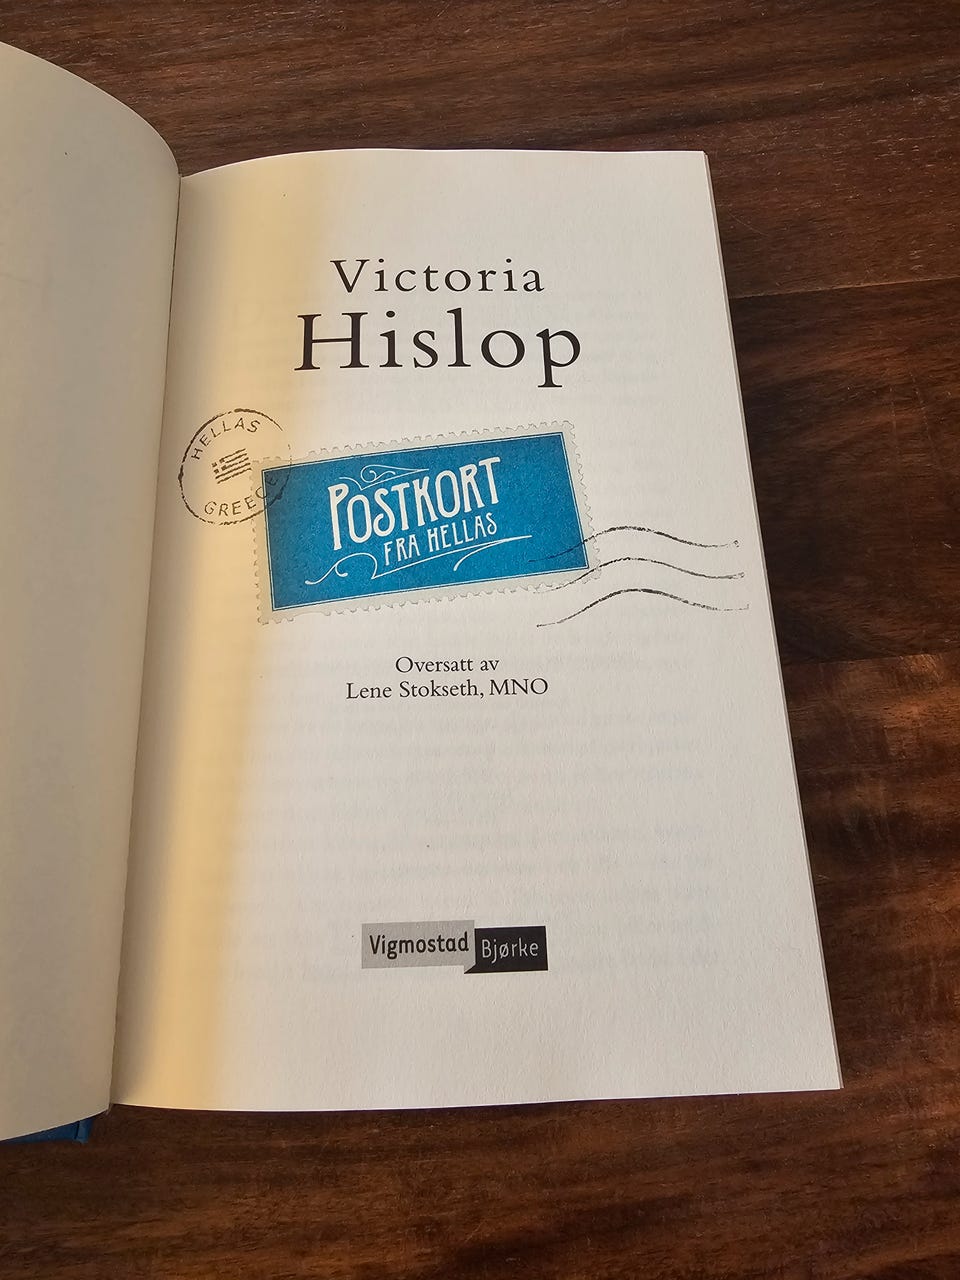 Victoria
Hislop
HELLAS
GREECE
POSTKORT
FRA HELLAS
Oversatt av
Lene Stokseth, MNO
Vigmostad
Bjørke